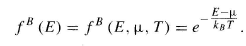 f^B (E) = f^B (E, μ, T) = e^{-\frac{E-μ}{k_B T}}.